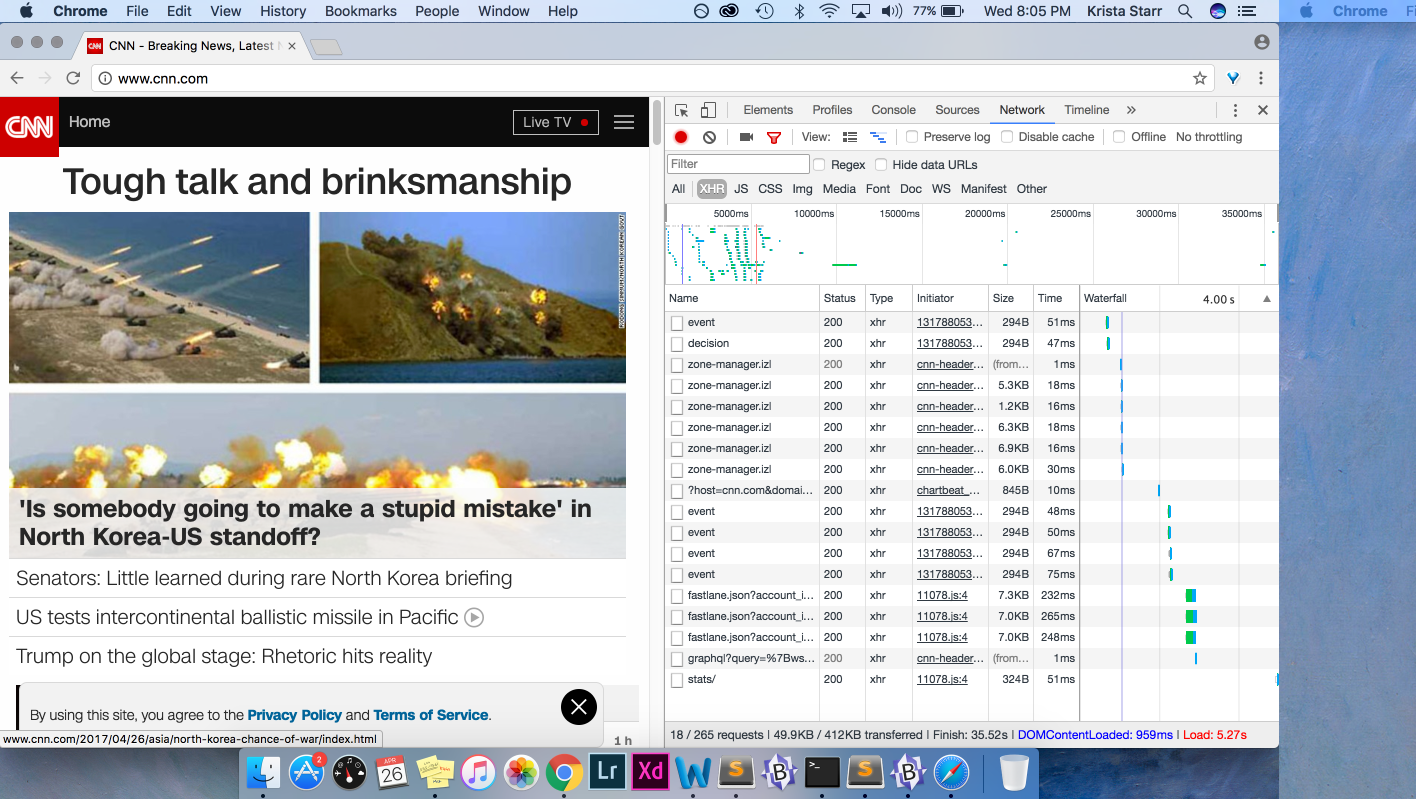 Chrome File Edit View History Bookmarks People Window Help 77% Wed 8:05 PM Krista Starr
Chrome Fi
CNN CNN - Breaking News, Latest N
www.cnn.com
CNN Home Live TV
Tough talk and brinksmanship
'Is somebody going to make a stupid mistake' in
North Korea-US standoff?
Senators: Little learned during rare North Korea briefing
US tests intercontinental ballistic missile in Pacific
Trump on the global stage: Rhetoric hits reality
By using this site, you agree to the Privacy Policy and Terms of Service.
1 h
www.cnn.com/2017/04/26/asia/north-korea-chance-of-war/index.html
Elements Profiles Console Sources Network Timeline »
View: Preserve log Disable cache Offline No throttling
Filter Regex Hide data URLs
All XHR JS CSS Img Media Font Doc WS Manifest Other
5000ms 10000ms 15000ms 20000ms 25000ms 30000ms 35000ms
Name Status Type Initiator Size Time Waterfall 4.00 s
event 200 xhr 131788053... 294B 51ms
decision 200 xhr 131788053... 294B 47ms
zone-manager.izl 200 xhr cnn-header... (from... 1ms
zone-manager.izl 200 xhr cnn-header... 5.3KB 18ms
zone-manager.izl 200 xhr cnn-header... 1.2KB 16ms
zone-manager.izl 200 xhr cnn-header... 6.3KB 18ms
zone-manager.izl 200 xhr cnn-header... 6.9KB 16ms
zone-manager.izl 200 xhr cnn-header... 6.0KB 30ms
?host=cnn.com&domai... 200 xhr chartbeat_... 845B 10ms
event 200 xhr 131788053... 294B 48ms
event 200 xhr 131788053... 294B 50ms
event 200 xhr 131788053... 294B 67ms
event 200 xhr 131788053... 294B 75ms
fastlane.json?account_i... 200 xhr 11078.js:4 7.3KB 232ms
fastlane.json?account_i... 200 xhr 11078.js:4 7.0KB 265ms
fastlane.json?account_i... 200 xhr 11078.js:4 7.0KB 248ms
graphql?query=%7Bws... 200 xhr cnn-header... (from... 1ms
stats/ 200 xhr 11078.js:4 324B 51ms
18 / 265 requests | 49.9KB / 412KB transferred | Finish: 35.52s | DOMContentLoaded: 959ms | Load: 5.27s
2 APR 26 Lr Xd W S B >_ S B